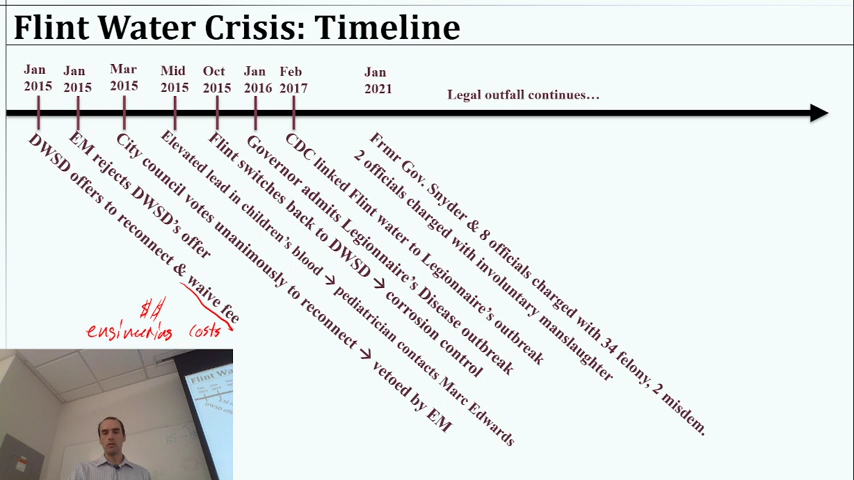 Flint Water Crisis: Timeline
Jan
2015
Jan
2015
Mar
2015
Mid
2015
Oct
2015
Jan
2016
Feb
2017
Jan
2021
Legal outfall continues…
DWSD offers to reconnect & waive fee
EM rejects DWSD's offer
City council votes unanimously to reconnect → vetoed by EM
Elevated lead in children's blood → pediatrician contacts Marc Edwards
Flint switches back to DWSD → corrosion control
Governor admits Legionnaire's Disease outbreak
CDC linked Flint water to Legionnaire's outbreak
Frmr Gov. Snyder & 8 officials charged with 34 felony, 2 misdem.
2 officials charged with involuntary manslaughter
$$
engineering costs
Flint Wa